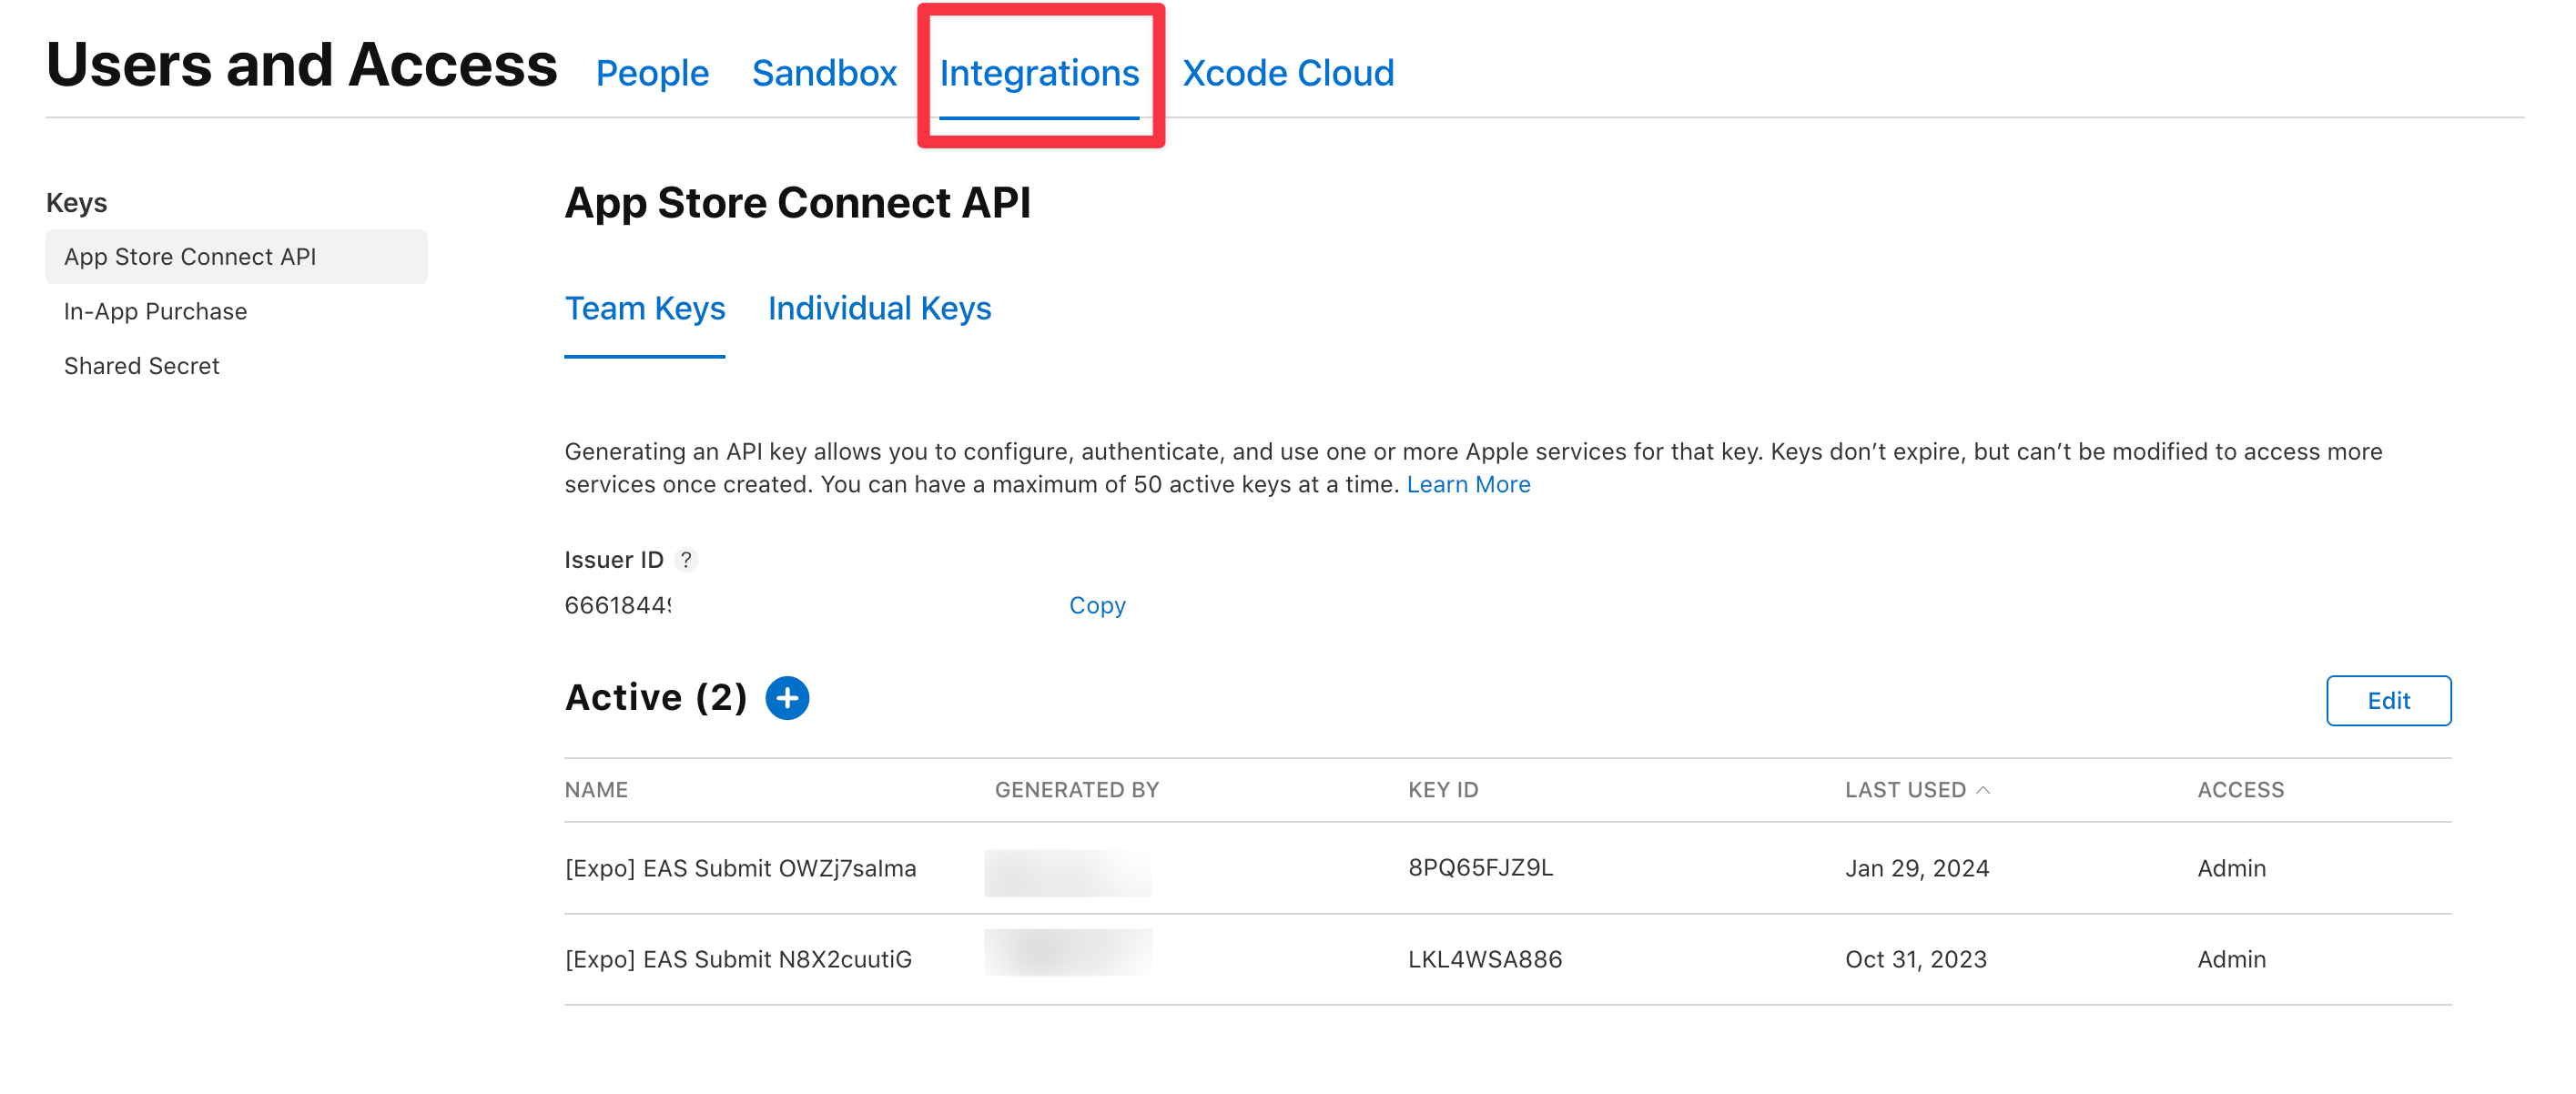 Users and Access People Sandbox Integrations Xcode Cloud
Keys
App Store Connect API
In-App Purchase
Shared Secret
App Store Connect API
Team Keys Individual Keys
Generating an API key allows you to configure, authenticate, and use one or more Apple services for that key. Keys don’t expire, but can’t be modified to access more
services once created. You can have a maximum of 50 active keys at a time. Learn More
Issuer ID ?
66618449 Copy
Active (2) +
Edit
NAME GENERATED BY KEY ID LAST USED ACCESS
[Expo] EAS Submit OWZj7salma 8PQ65FJZ9L Jan 29, 2024 Admin
[Expo] EAS Submit N8X2cuutiG LKL4WSA886 Oct 31, 2023 Admin